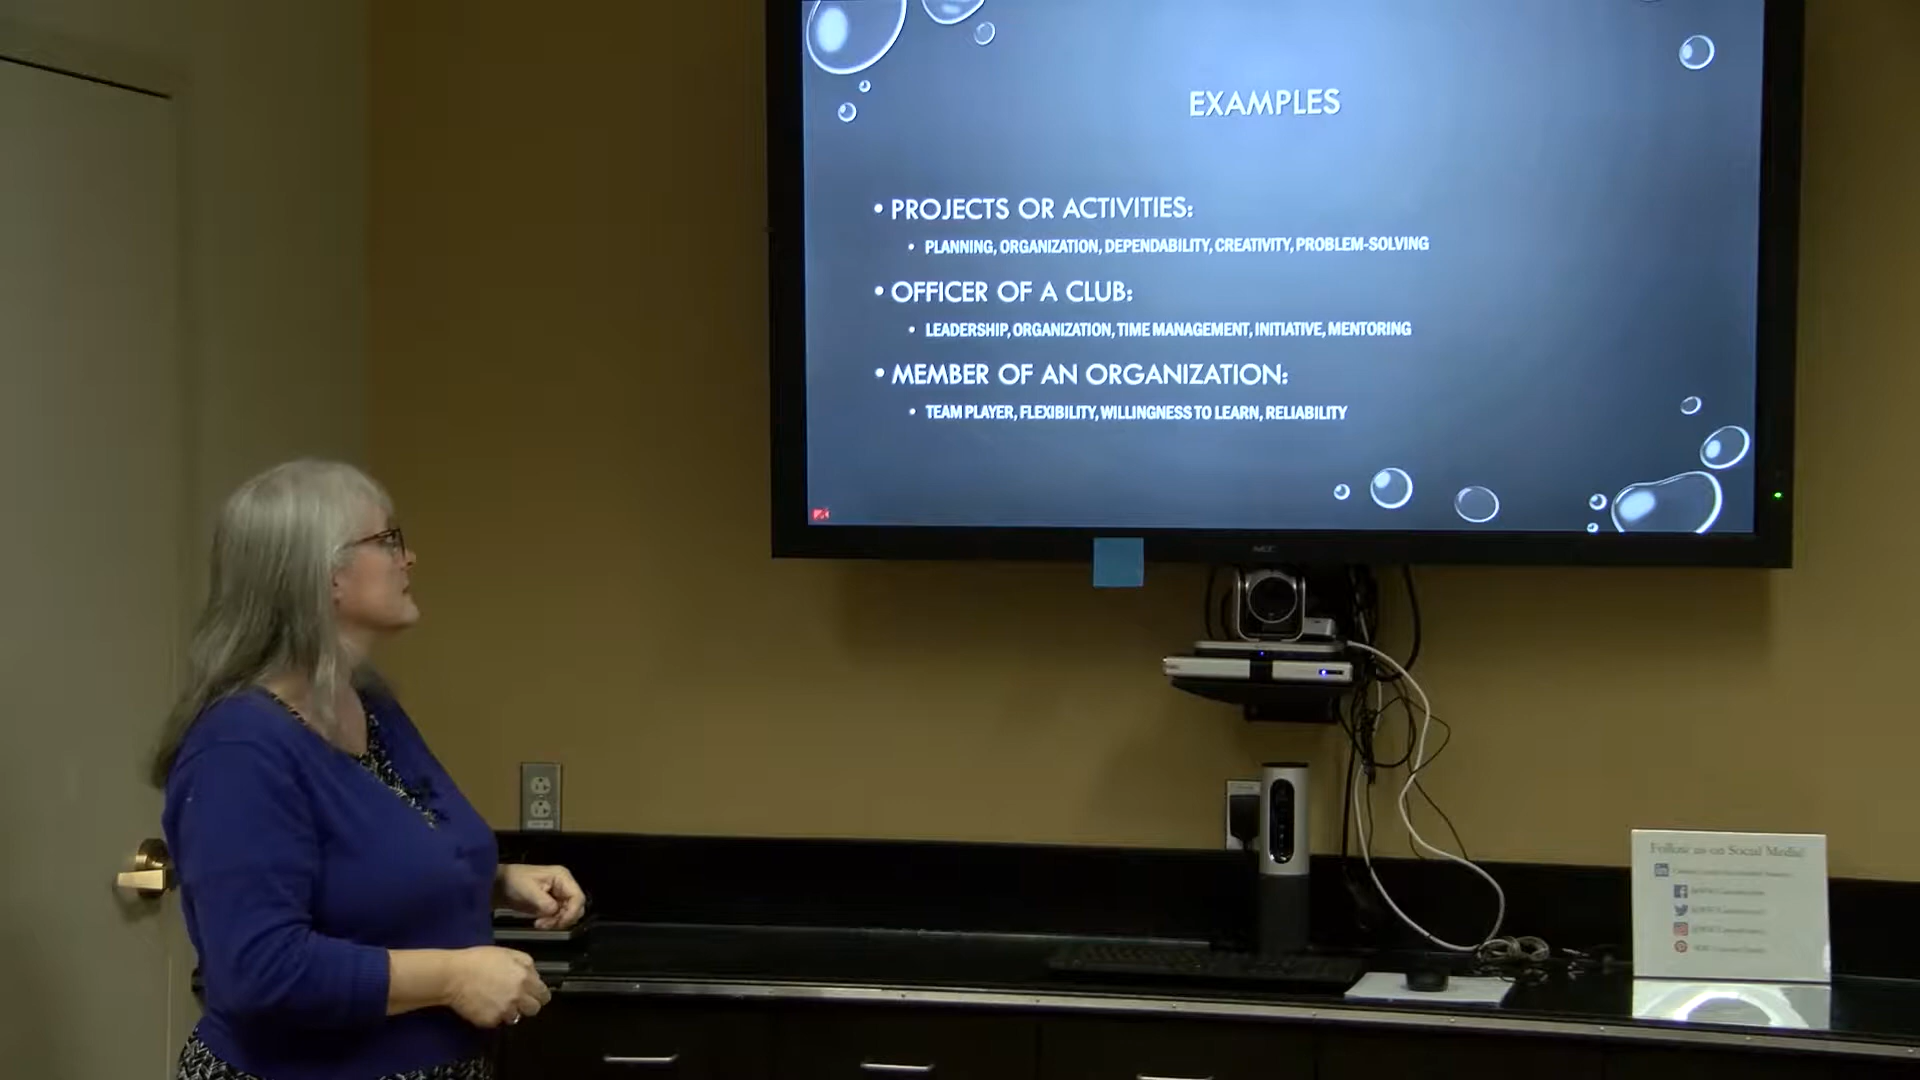 EXAMPLES
• PROJECTS OR ACTIVITIES:
• PLANNING, ORGANIZATION, DEPENDABILITY, CREATIVITY, PROBLEM-SOLVING
• OFFICER OF A CLUB:
• LEADERSHIP, ORGANIZATION, TIME MANAGEMENT, INITIATIVE, MENTORING
• MEMBER OF AN ORGANIZATION:
• TEAM PLAYER, FLEXIBILITY, WILLINGNESS TO LEARN, RELIABILITY
NEC
Follow us on Social Media!